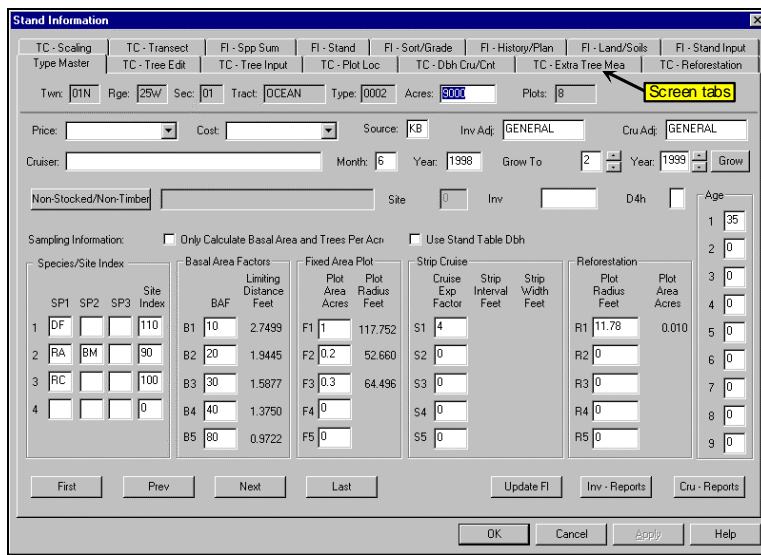 Stand Information
TC - Scaling TC - Transect FI - Spp Sum FI - Stand FI - Sort/Grade FI - History/Plan FI - Land/Soils FI - Stand Input
Type Master TC - Tree Edit TC - Tree Input TC - Plot Loc TC - Dbh Cru/Cnt TC - Extra Tree Mea TC - Reforestation
Screen tabs
Twn: 01N Rge: 25W Sec: 01 Tract: OCEAN Type: 0002 Acres: 9000 Plots: 8
Price: Cost: Source: KB Inv Adj: GENERAL Cru Adj: GENERAL
Cruiser: Month: 6 Year: 1998 Grow To 2 Year: 1999 Grow
Non-Stocked/Non-Timber Site 0 Inv D4h
Sampling Information: Only Calculate Basal Area and Trees Per Acre Use Stand Table Dbh
Species/Site Index
SP1 SP2 SP3 Site Index
1 DF 110
2 RA BM 90
3 RC 100
4 0
Basal Area Factors
BAF Limiting Distance Feet
B1 10 2.7499
B2 20 1.9445
B3 30 1.5877
B4 40 1.3750
B5 80 0.9722
Fixed Area Plot
Plot Area Acres Plot Radius Feet
F1 1 117.752
F2 0.2 52.660
F3 0.3 64.496
F4 0
F5 0
Strip Cruise
Cruise Exp Factor Strip Interval Feet Strip Width Feet
S1 4
S2 0
S3 0
S4 0
S5 0
Reforestation
Plot Radius Feet Plot Area Acres
R1 11.78 0.010
R2 0
R3 0
R4 0
R5 0
Age
1 35
2 0
3 0
4 0
5 0
6 0
7 0
8 0
9 0
First Prev Next Last Update FI Inv - Reports Cru - Reports
OK Cancel Apply Help